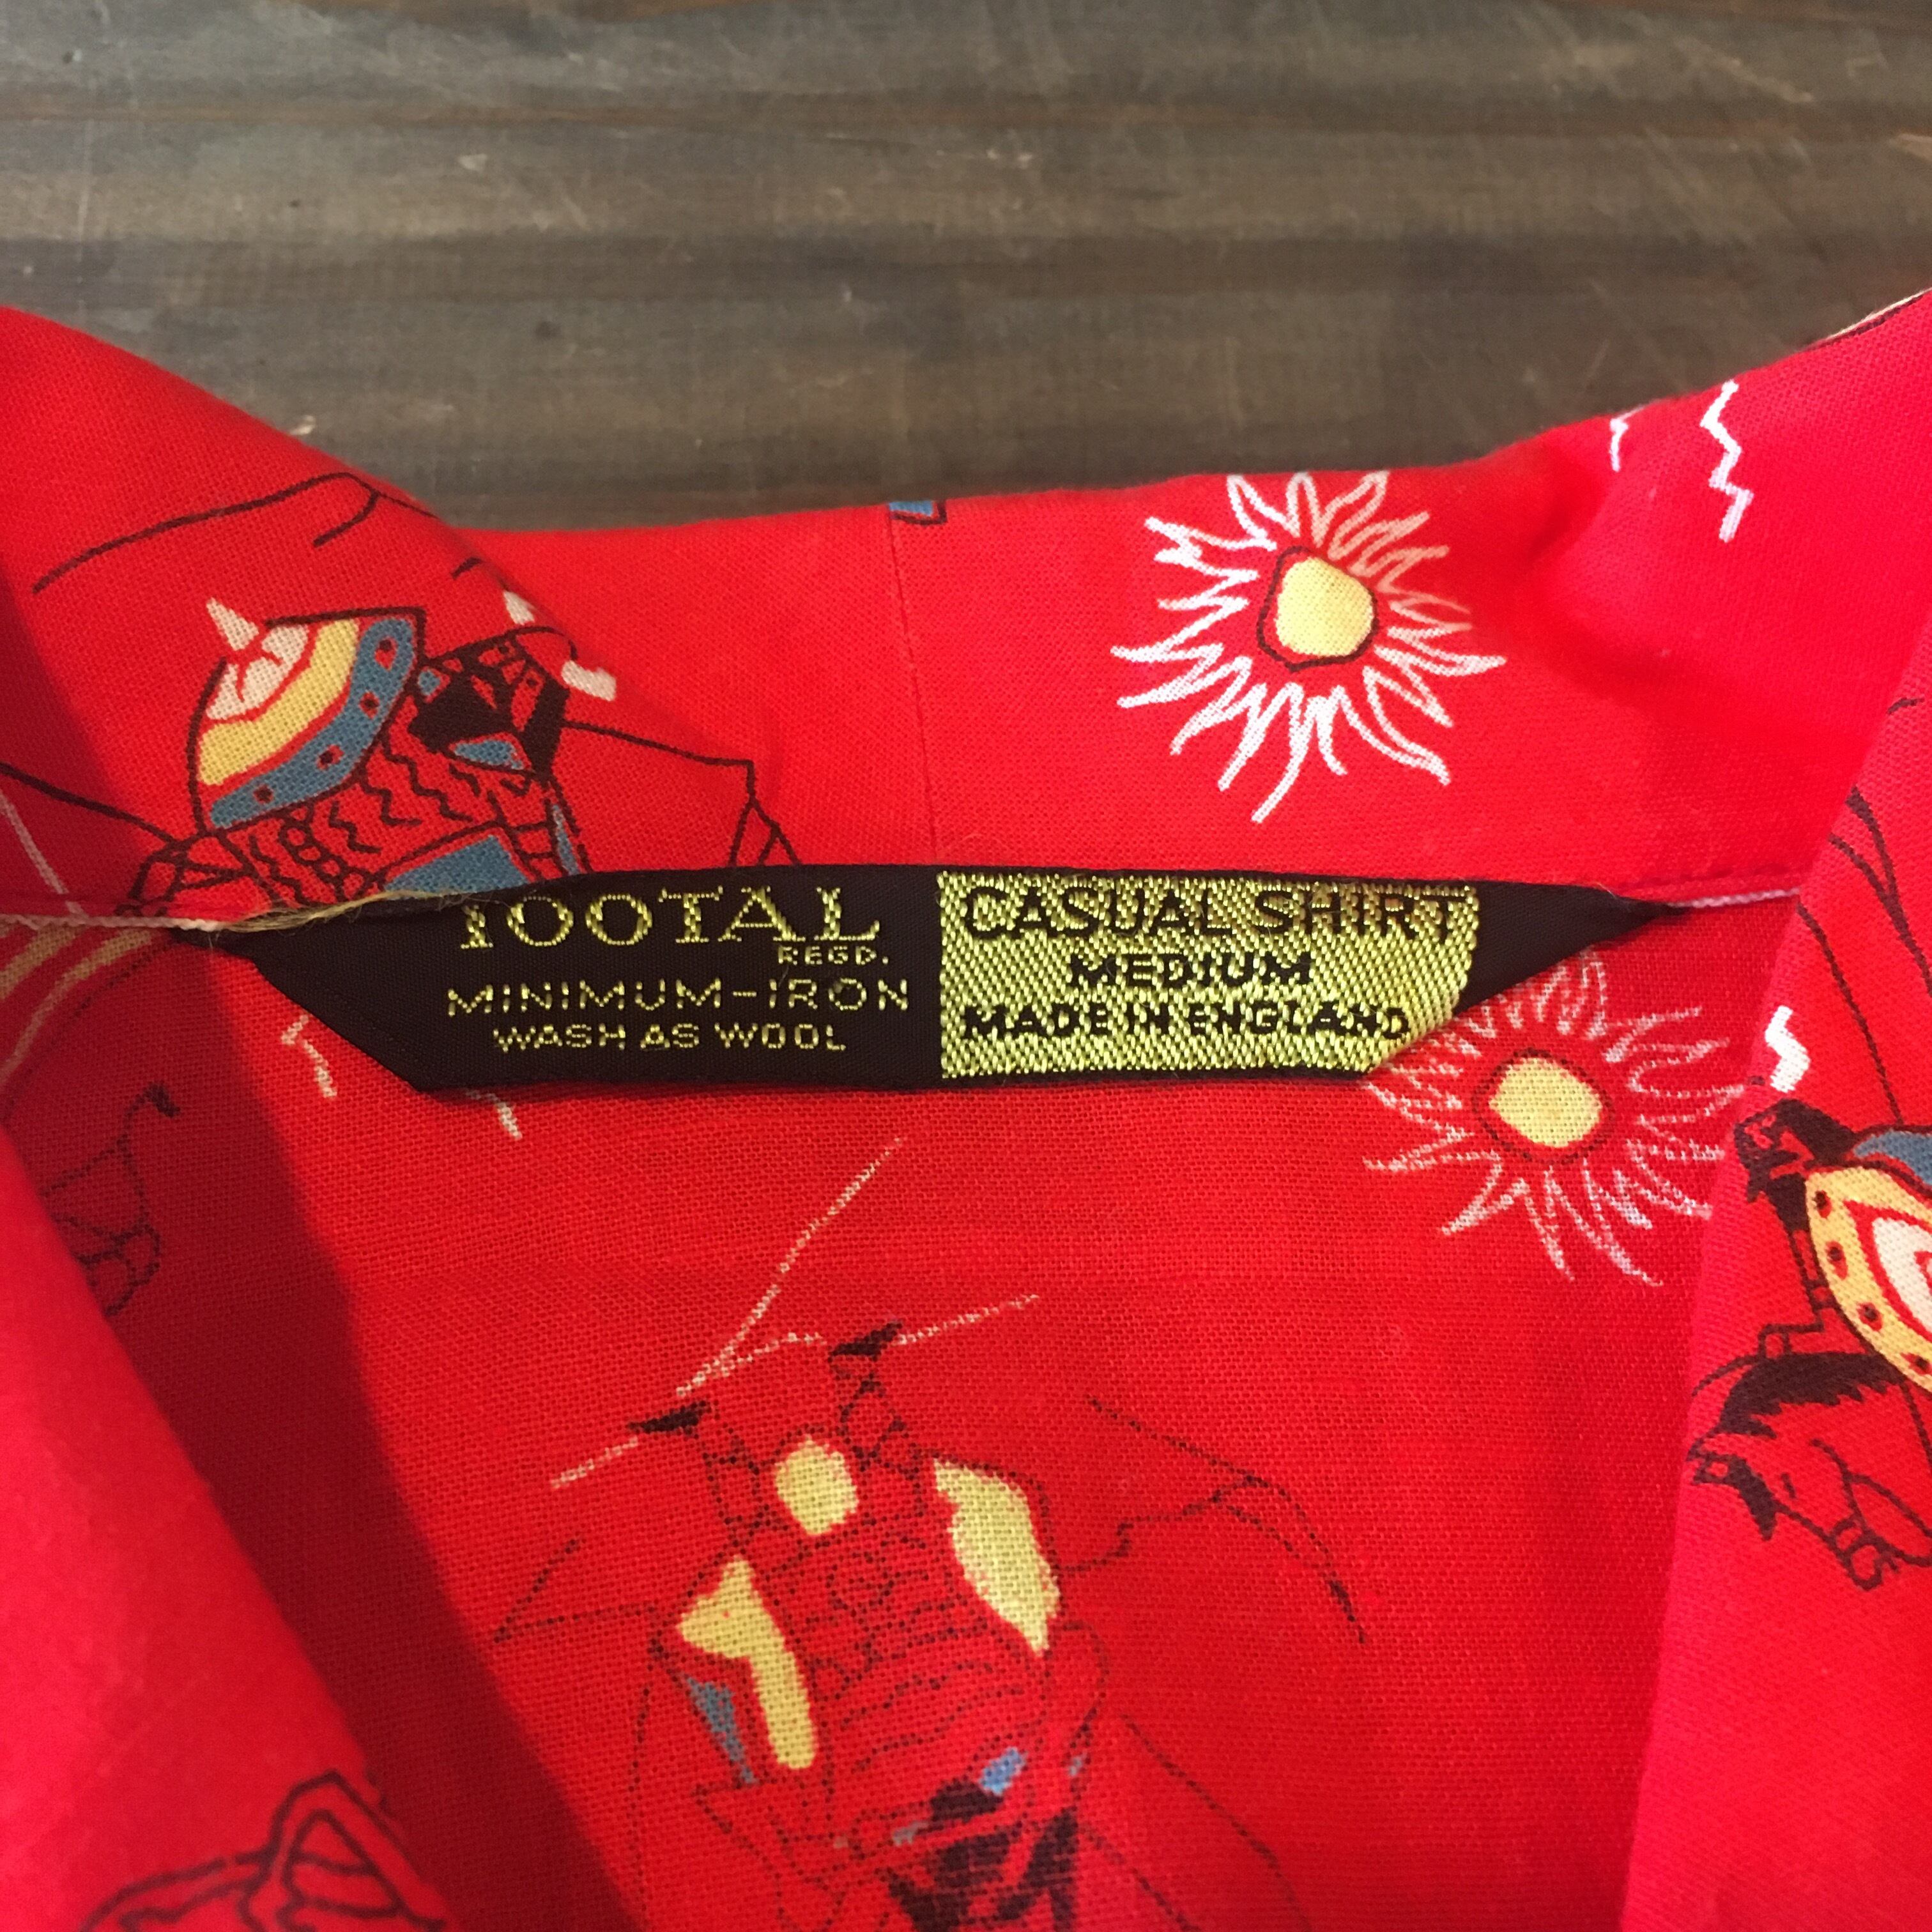 TOOTAL
REGD.
MINIMUM-IRON
WASH AS WOOL
CASUAL SHIRT
MEDIUM
MADE IN ENGLAND